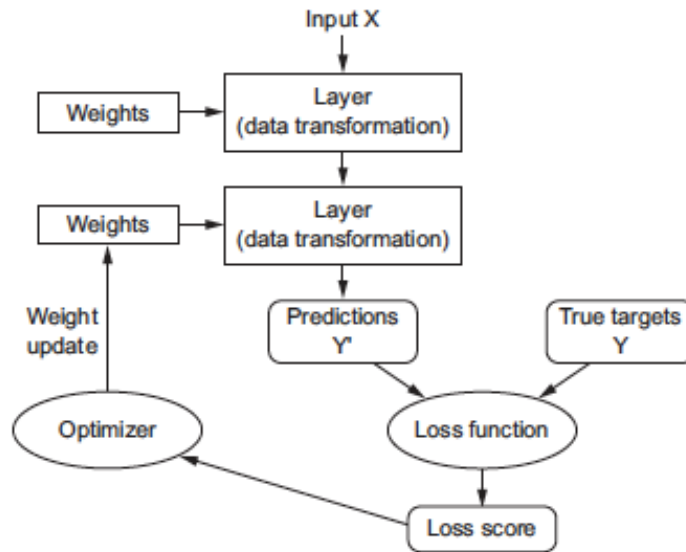 Input X
Weights
Layer
(data transformation)
Weights
Layer
(data transformation)
Weight
update
Predictions
Y'
True targets
Y
Optimizer
Loss function
Loss score